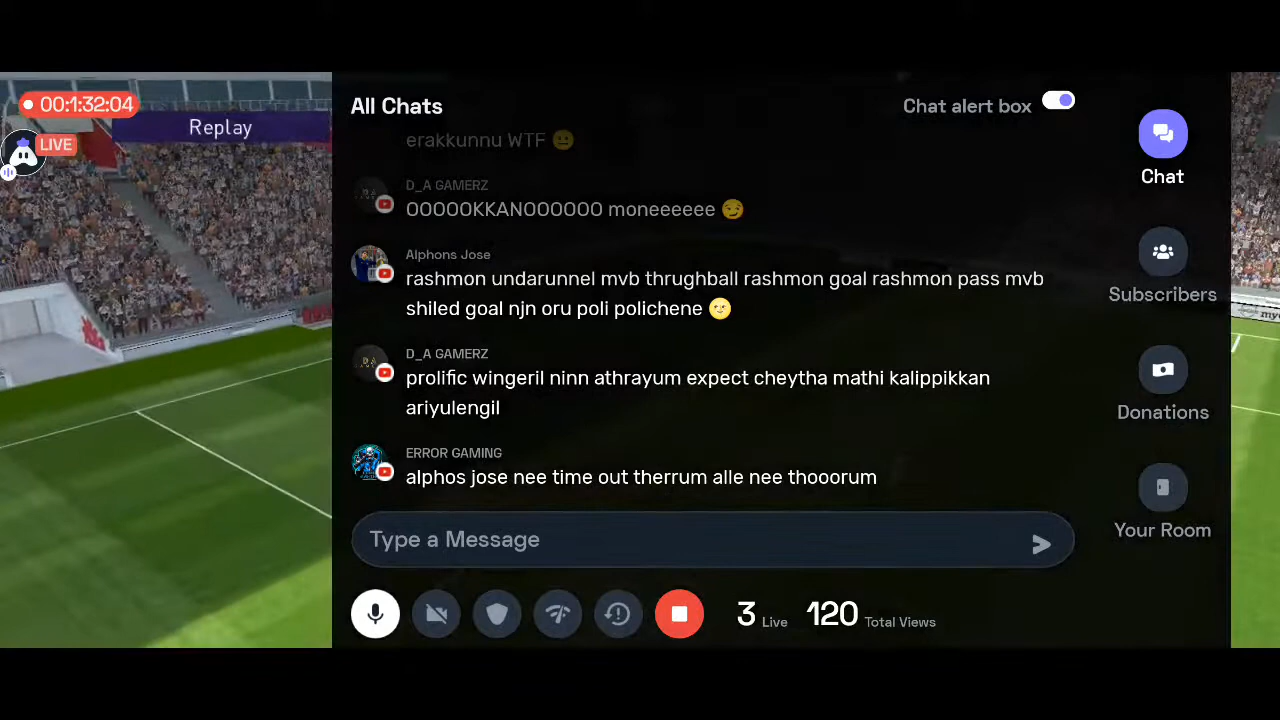 00:1:32:04
LIVE
Replay
All Chats
Chat alert box
erakkunnu WTF 😐
D_A GAMERZ
OOOOOKKANOOOOOO moneeeeee 😏
Alphons Jose
rashmon undarunnel mvb thrughball rashmon goal rashmon pass mvb
shiled goal njn oru poli polichene 🌝
D_A GAMERZ
prolific wingeril ninn athrayum expect cheytha mathi kalippikkan
ariyulengil
ERROR GAMING
alphos jose nee time out therrum alle nee thooorum
Type a Message
3 Live 120 Total Views
Chat
Subscribers
Donations
Your Room